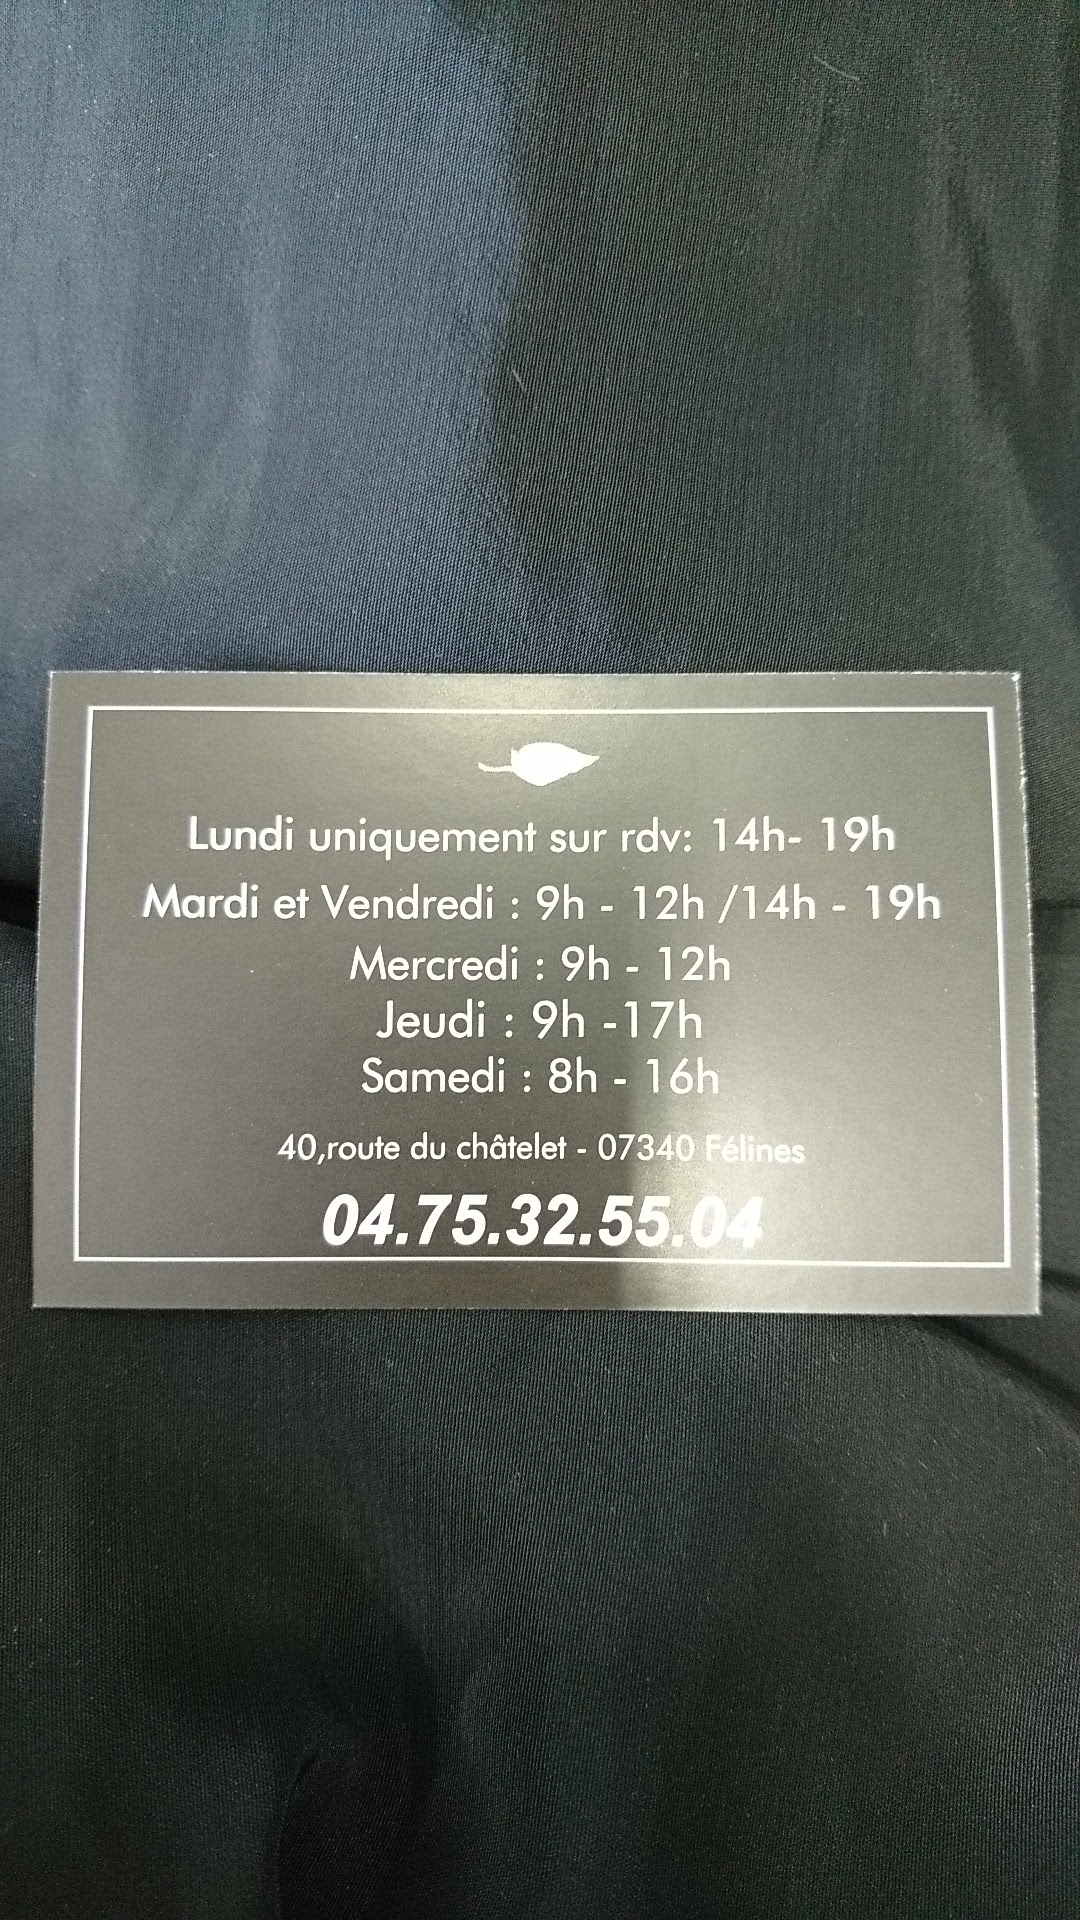 Lundi uniquement sur rdv: 14h- 19h
Mardi et Vendredi : 9h - 12h /14h - 19h
Mercredi : 9h - 12h
Jeudi : 9h -17h
Samedi : 8h - 16h
40,route du châtelet - 07340 Félines
04.75.32.55.04